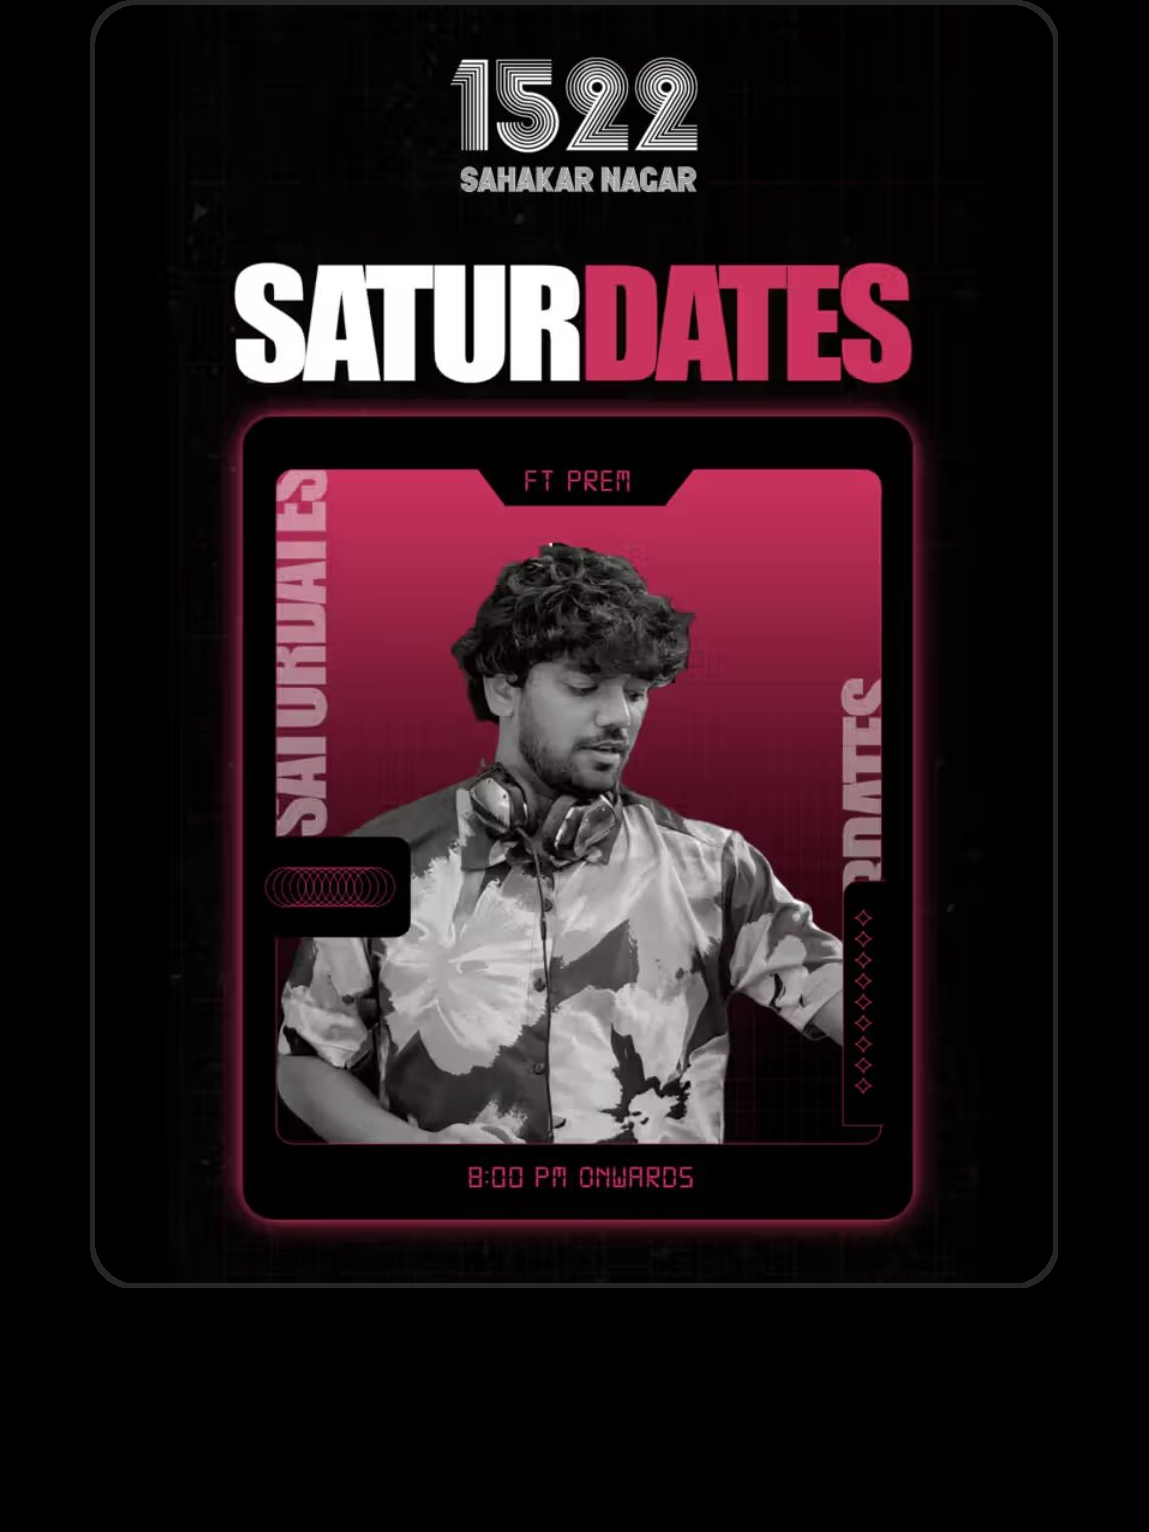 1522
SAHAKAR NAGAR
SATURDATES
FT PREM
SATURDATES
RDATES
8:00 PM ONWARDS